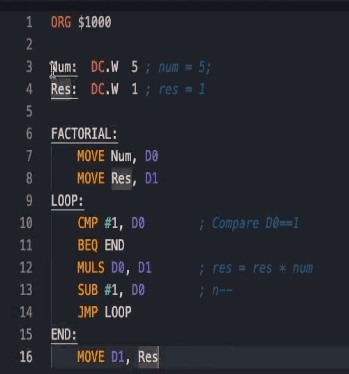 1 ORG $1000
2
3 Num: DC.W 5 ; num = 5;
4 Res: DC.W 1 ; res = 1
5
6 FACTORIAL:
7 MOVE Num, D0
8 MOVE Res, D1
9 LOOP:
10 CMP #1, D0 ; Compare D0==1
11 BEQ END
12 MULS D0, D1 ; res = res * num
13 SUB #1, D0 ; n--
14 JMP LOOP
15 END:
16 MOVE D1, Res